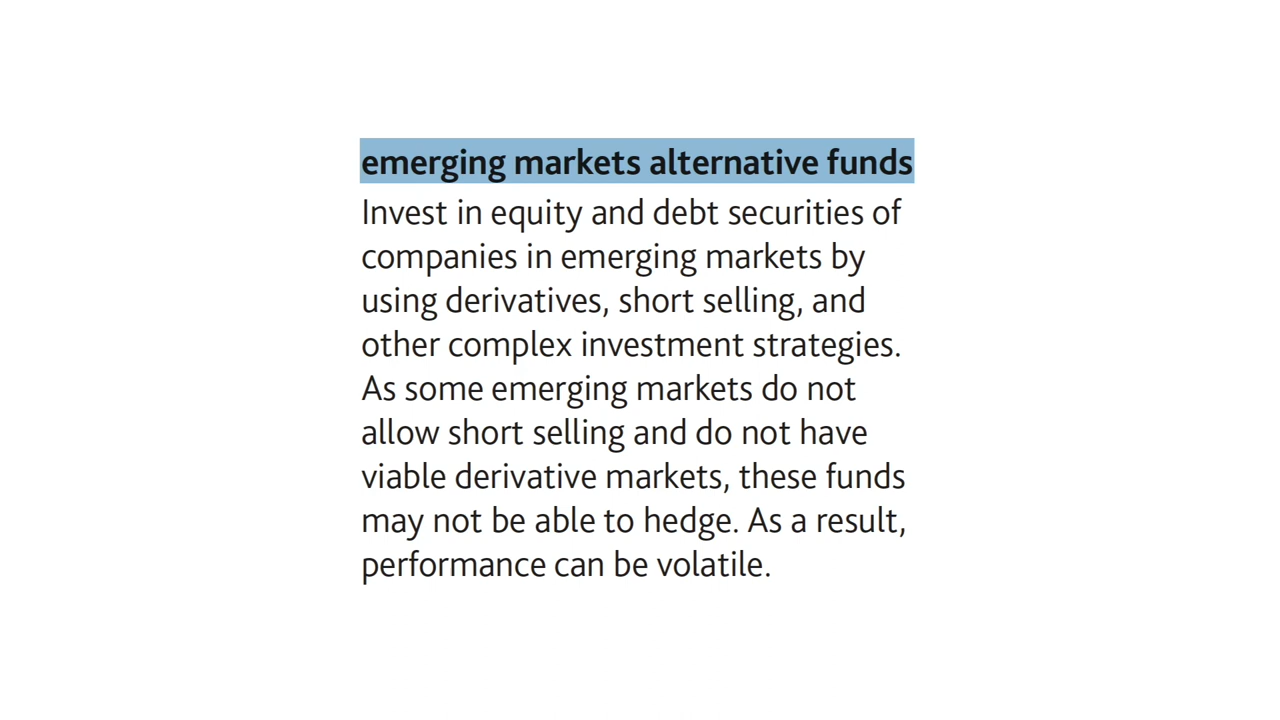 emerging markets alternative funds
Invest in equity and debt securities of
companies in emerging markets by
using derivatives, short selling, and
other complex investment strategies.
As some emerging markets do not
allow short selling and do not have
viable derivative markets, these funds
may not be able to hedge. As a result,
performance can be volatile.